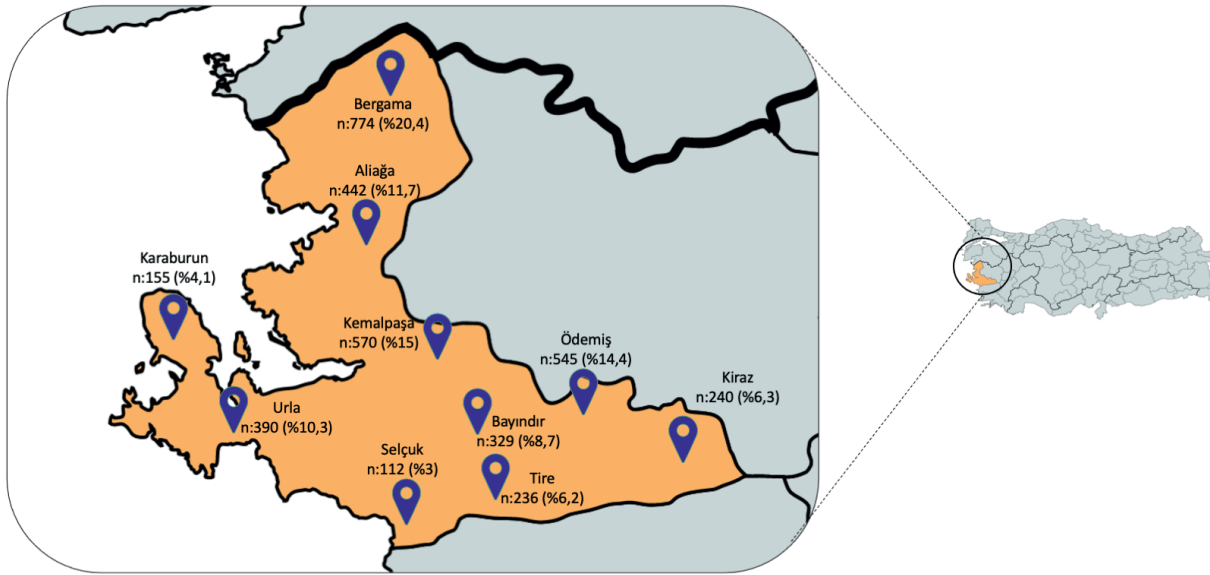 Bergama
n:774 (%20,4)
Aliağa
n:442 (%11,7)
Karaburun
n:155 (%4,1)
Kemalpaşa
n:570 (%15)
Ödemiş
n:545 (%14,4)
Kiraz
n:240 (%6,3)
Urla
n:390 (%10,3)
Bayındır
n:329 (%8,7)
Selçuk
n:112 (%3)
Tire
n:236 (%6,2)